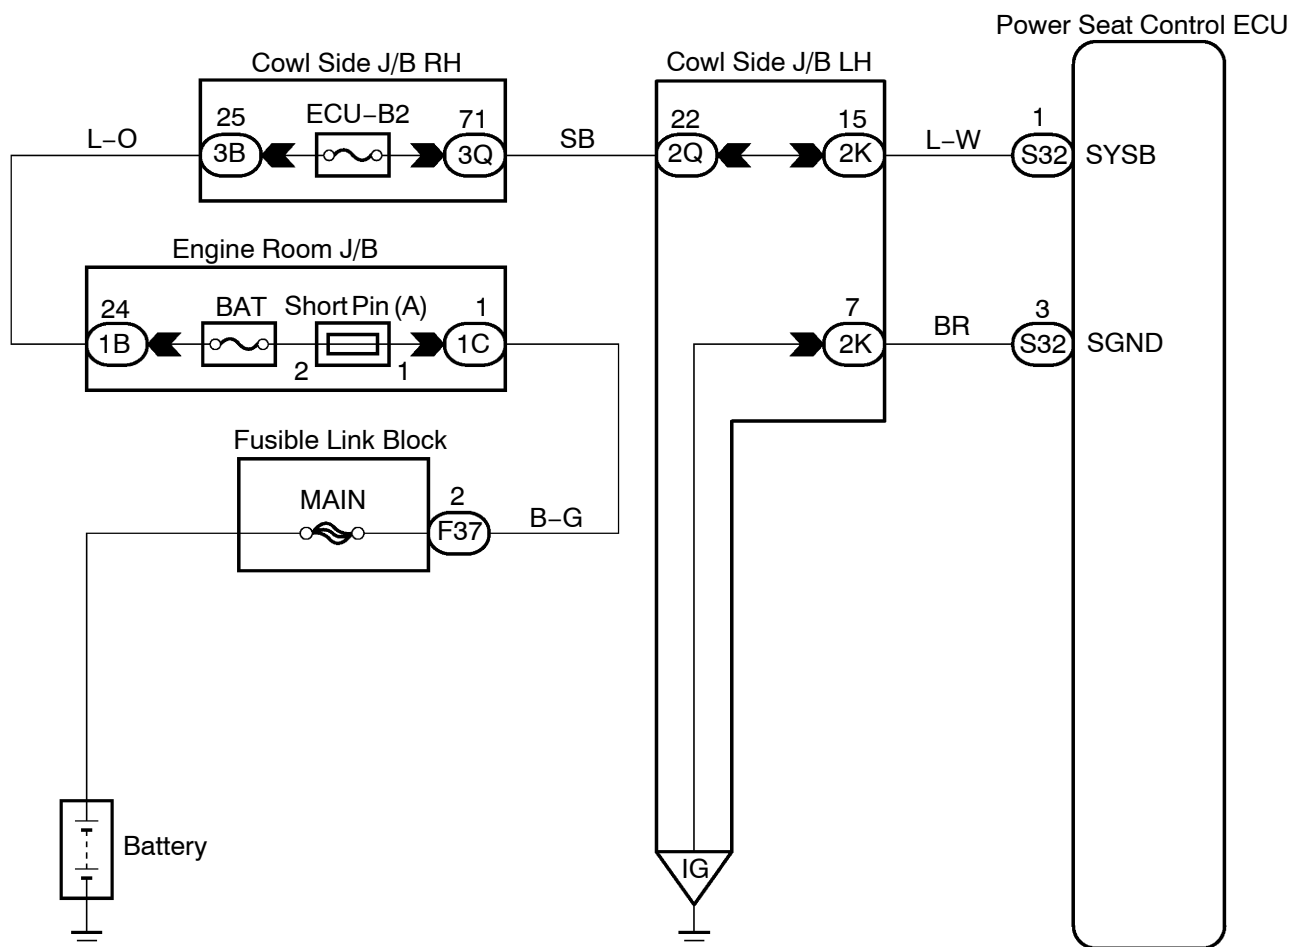 Power Seat Control ECU
Cowl Side J/B RH
Cowl Side J/B LH
25
ECU−B2
71
22
15
1
L−O
3B
3Q
SB
2Q
2K
L−W
S32
SYSB
Engine Room J/B
24
BAT
Short Pin (A)
1
7
3
1B
2
1
1C
2K
BR
S32
SGND
Fusible Link Block
MAIN
2
F37
B−G
Battery
IG